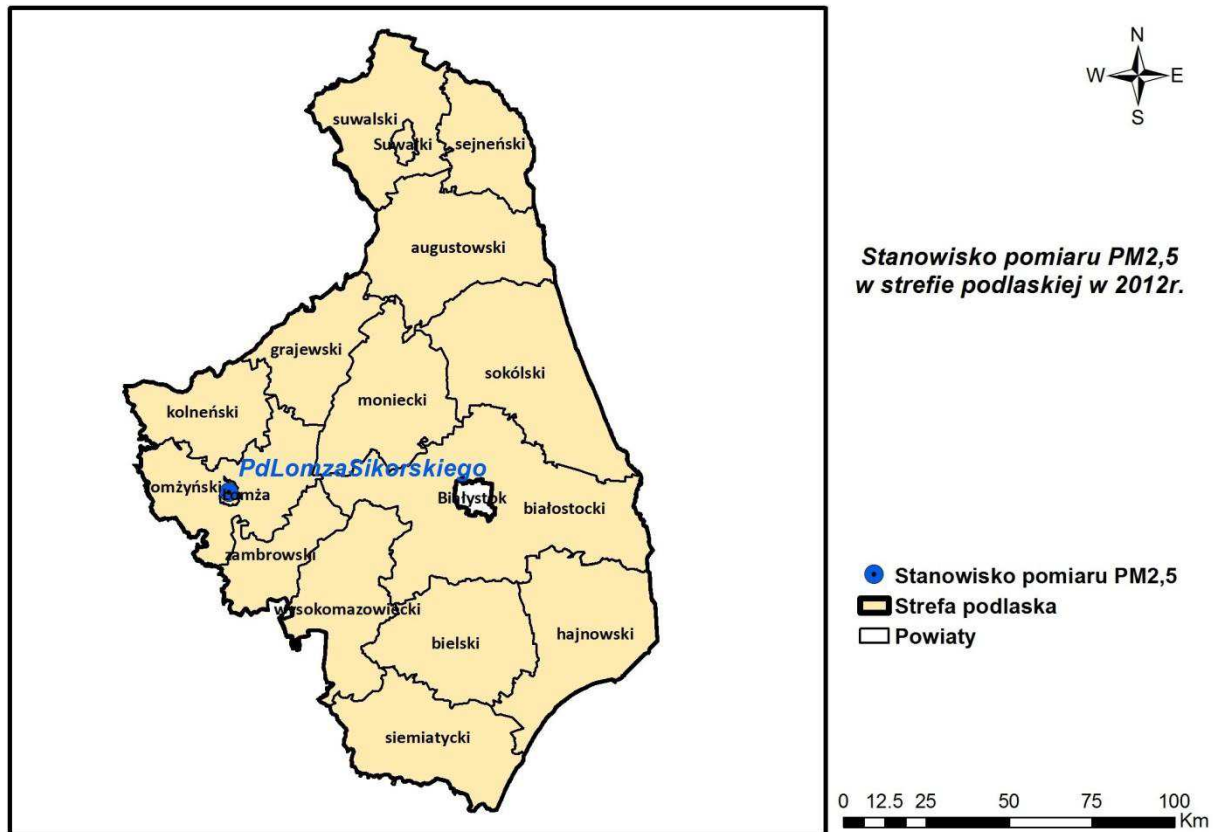 N
W E
S
suwalski
Suwałki
sejneński
augustowski
Stanowisko pomiaru PM2,5
w strefie podlaskiej w 2012r.
grajewski
sokólski
kolneński
moniecki
PdLomzaSikorskiego
łomżyński
Łomża
Białystok
białostocki
zambrowski
wysokomazowiecki
bielski
hajnowski
siemiatycki
Stanowisko pomiaru PM2,5
Strefa podlaska
Powiaty
0 12.5 25 50 75 100
Km